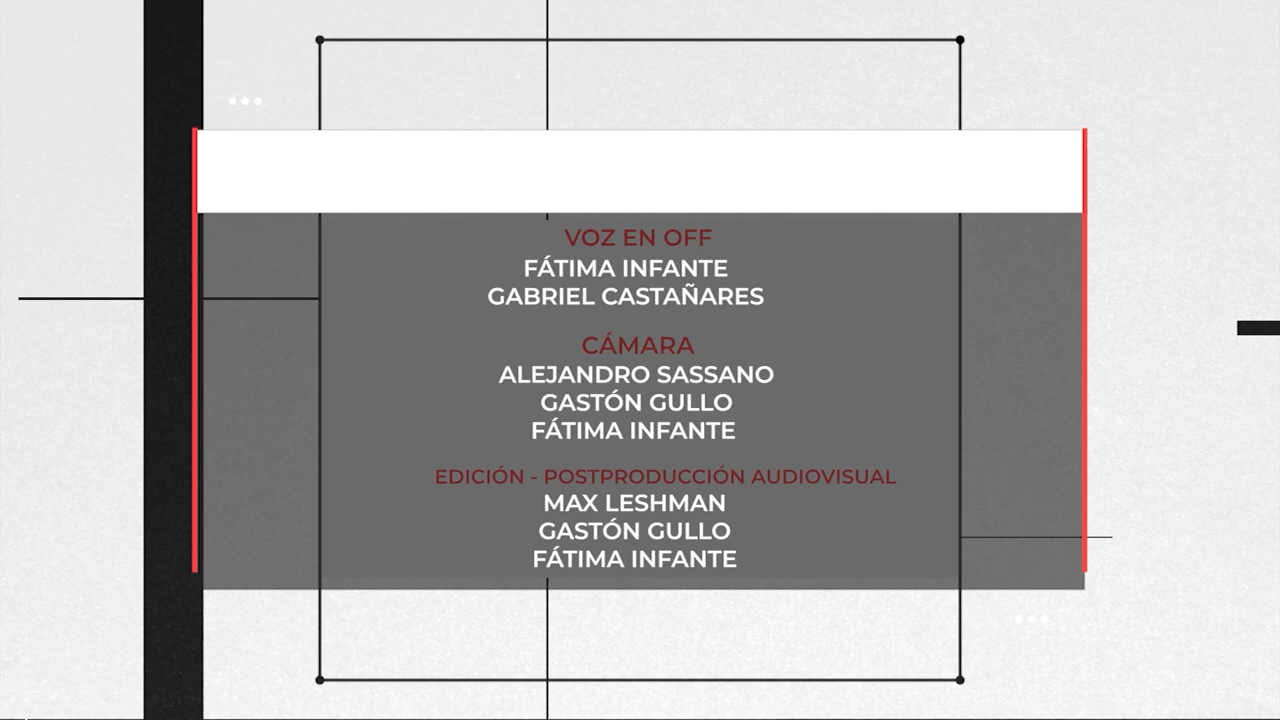 VOZ EN OFF
FÁTIMA INFANTE
GABRIEL CASTAÑARES
CÁMARA
ALEJANDRO SASSANO
GASTÓN GULLO
FÁTIMA INFANTE
EDICIÓN - POSTPRODUCCIÓN AUDIOVISUAL
MAX LESHMAN
GASTÓN GULLO
FÁTIMA INFANTE